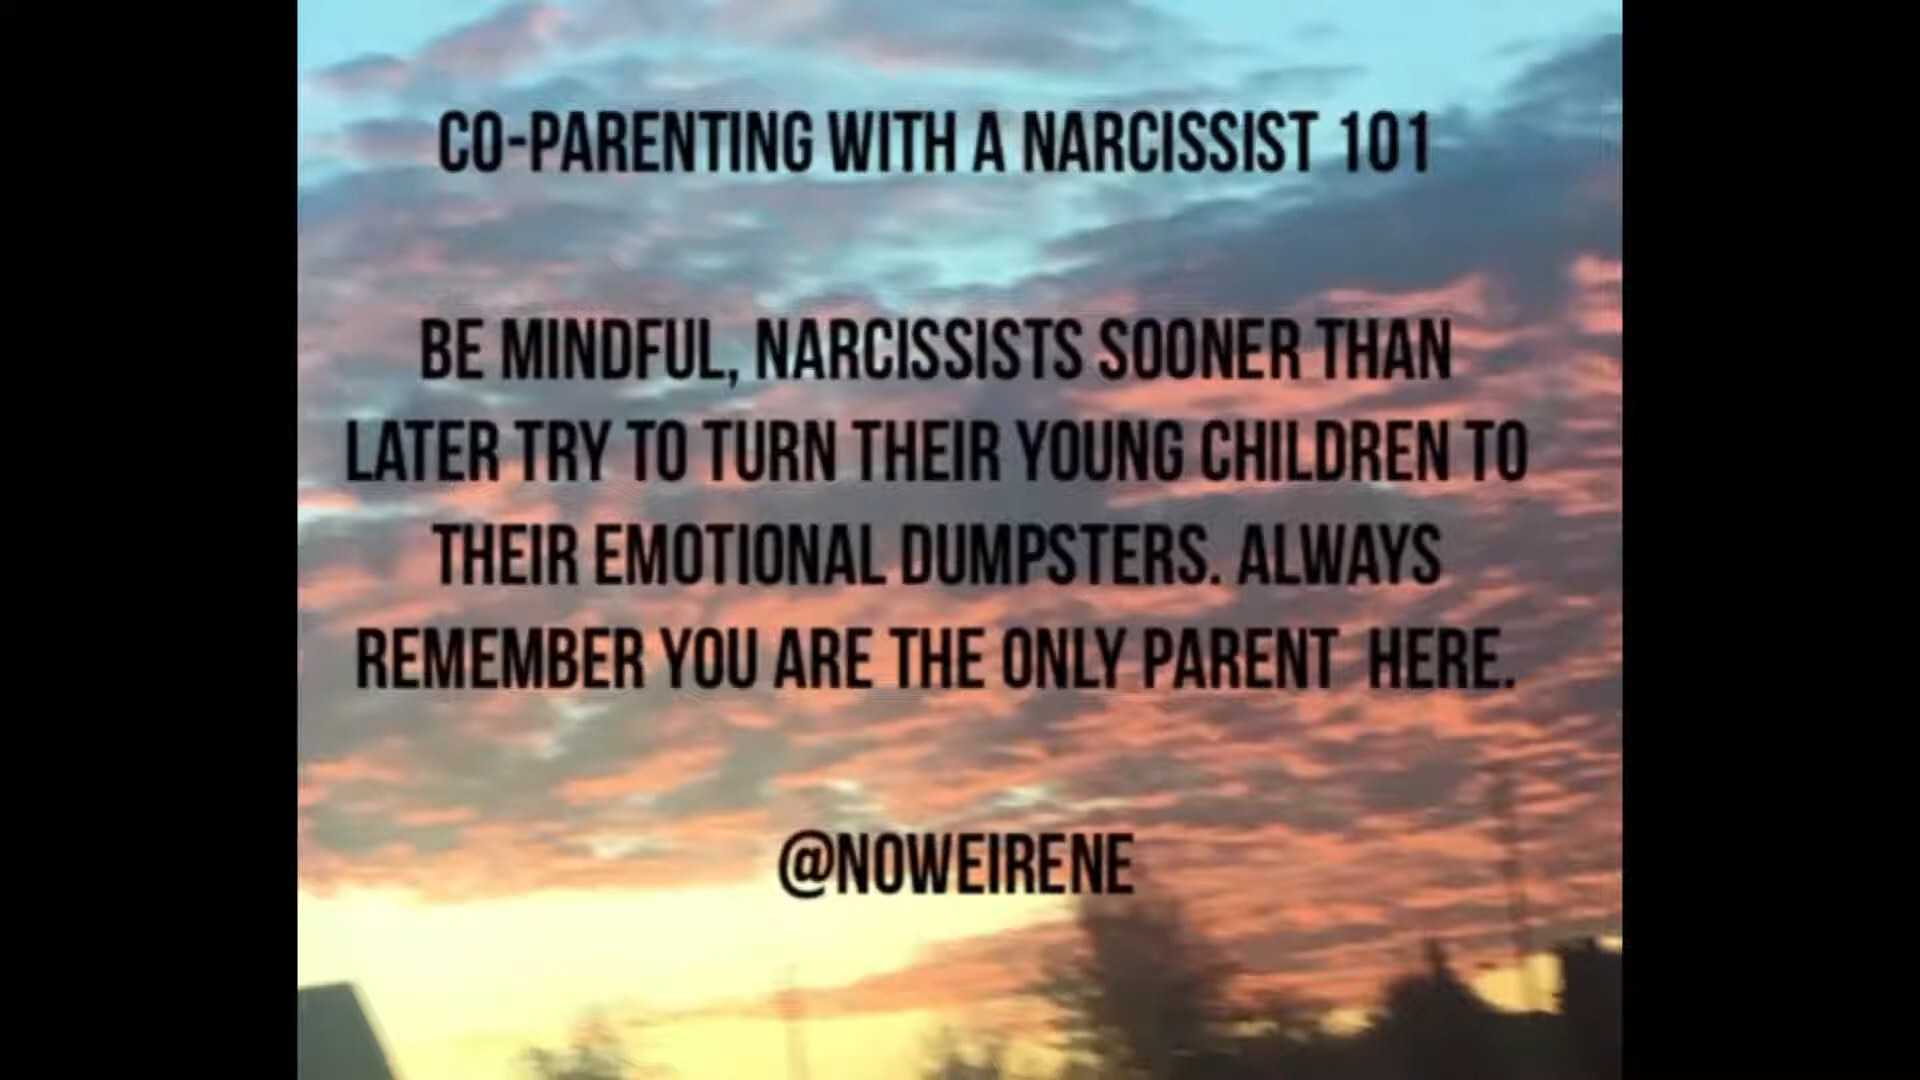 CO-PARENTING WITH A NARCISSIST 101
BE MINDFUL, NARCISSISTS SOONER THAN
LATER TRY TO TURN THEIR YOUNG CHILDREN TO
THEIR EMOTIONAL DUMPSTERS. ALWAYS
REMEMBER YOU ARE THE ONLY PARENT HERE.
@NOWEIRENE